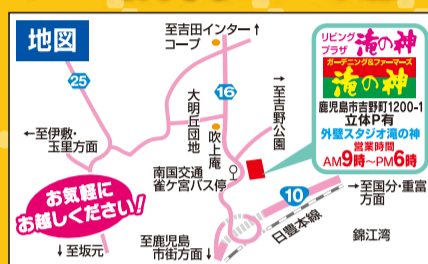 地図
至吉田インター↑
コープ
25
16
大明丘団地
吹上庵
→至吉野公園
←至伊敷・
玉里方面
南国交通
雀ケ宮バス停
お気軽に
お越しください!
10
→至国分・重富
方面
日豊本線
錦江湾
↓至坂元
至鹿児島
市街方面↓
リビング
プラザ
滝の神
ガーデニング&ファーマーズ
滝の神
鹿児島市吉野町1200-1
立体P有
外壁スタジオ滝の神
営業時間
AM9時〜PM6時